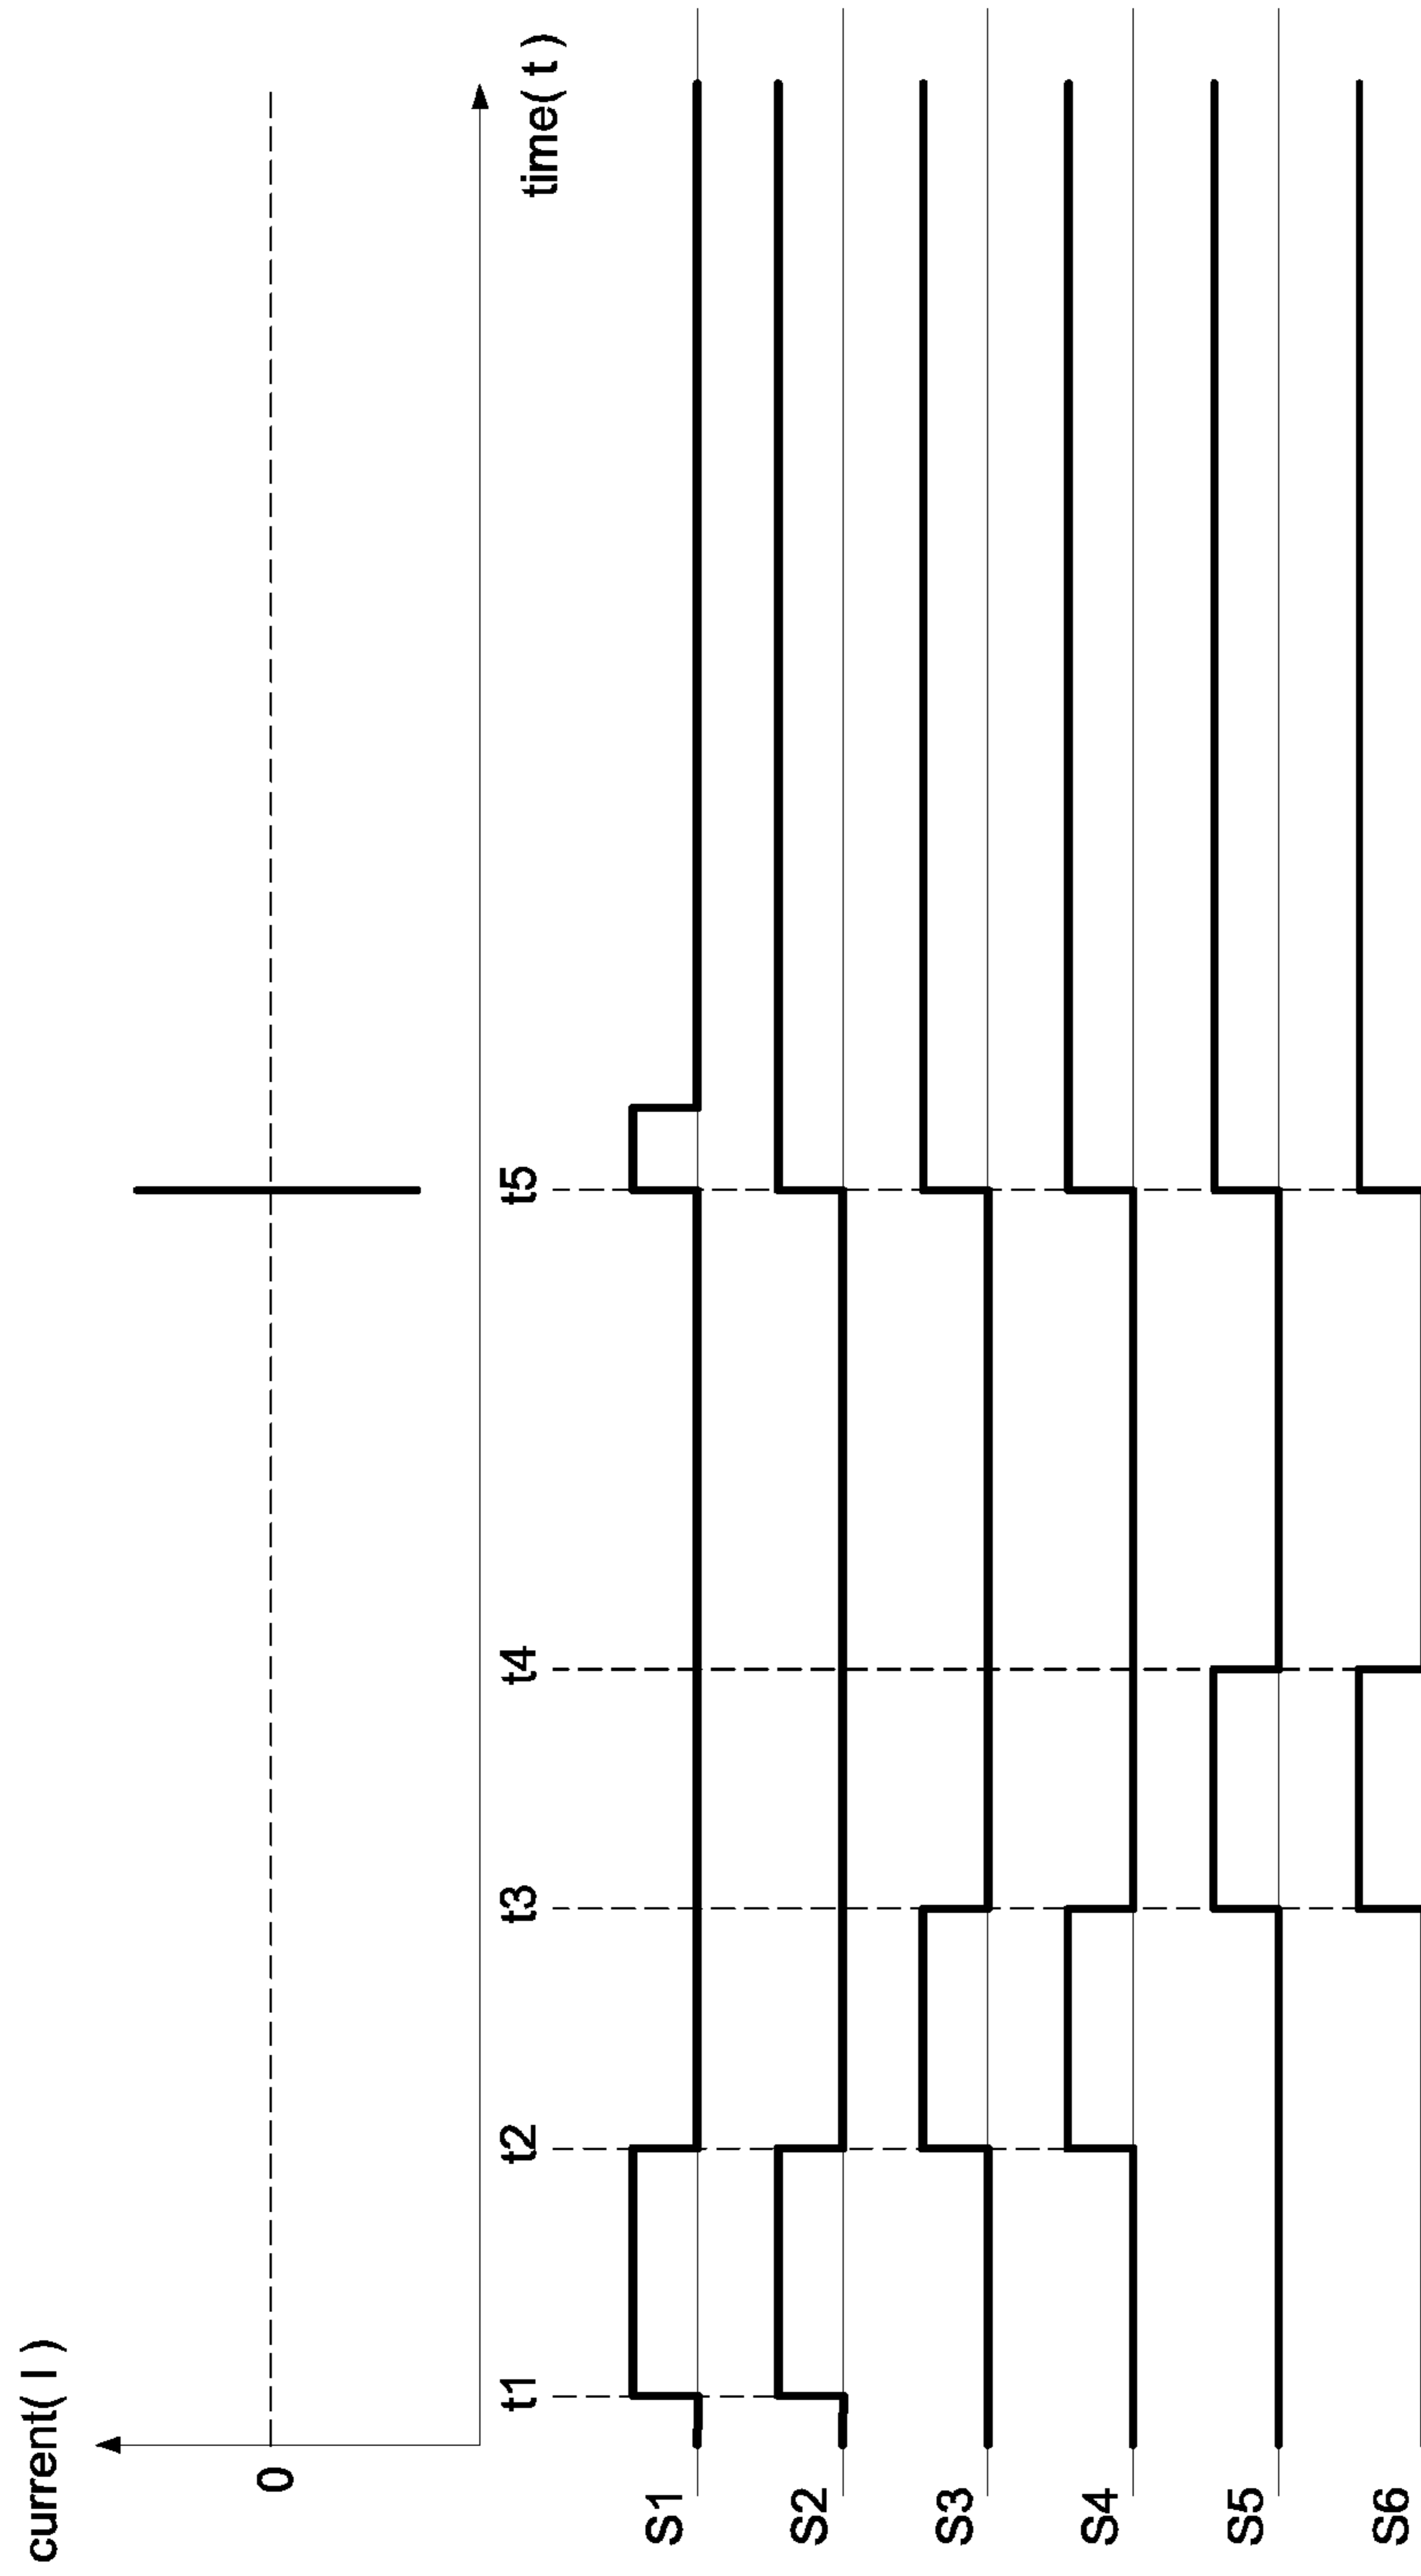 current( I )
0
time( t )
t1
t2
t3
t4
t5
S1
S2
S3
S4
S5
S6